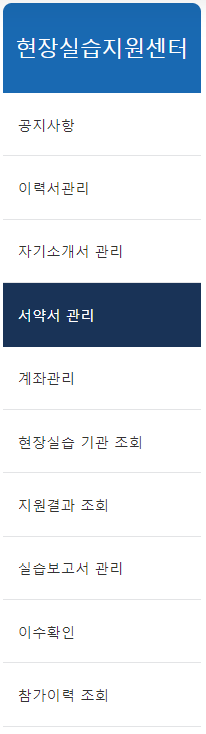 현장실습지원센터
공지사항
이력서관리
자기소개서 관리
서약서 관리
계좌관리
현장실습 기관 조회
지원결과 조회
실습보고서 관리
이수확인
참가이력 조회